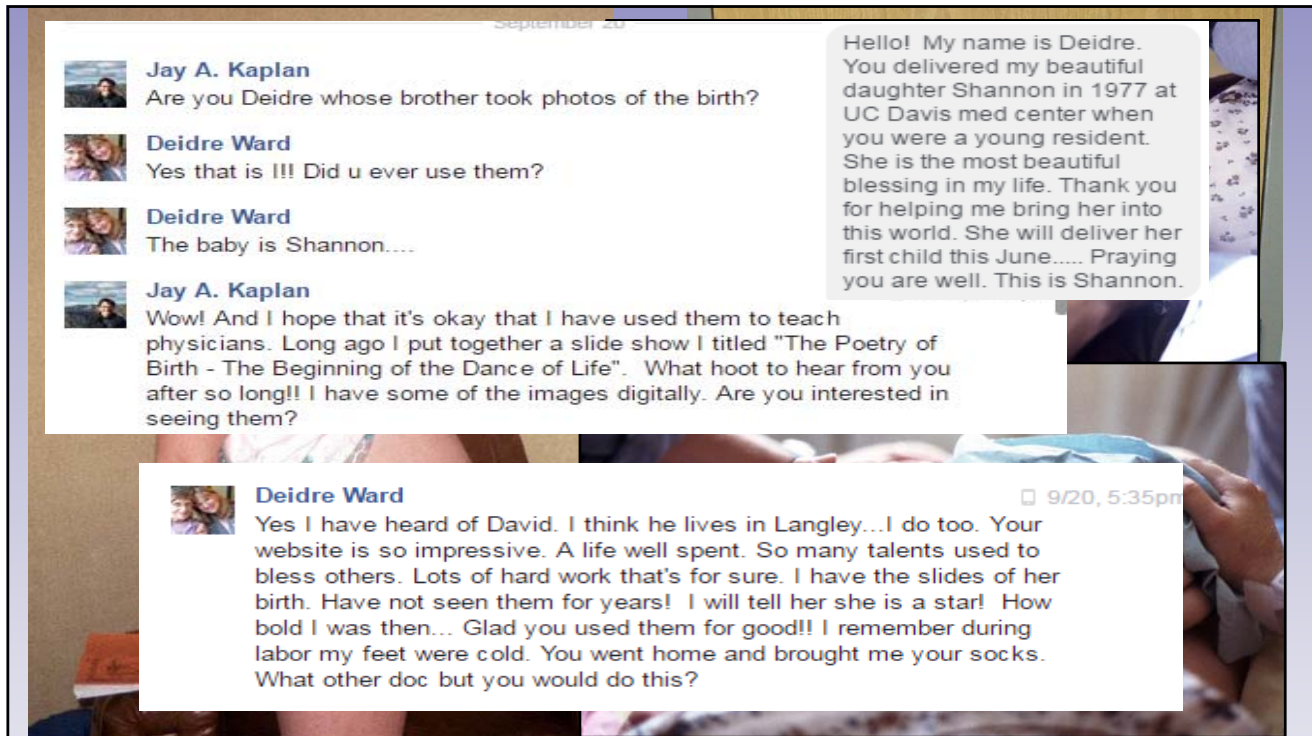 September 20
Hello! My name is Deidre.
You delivered my beautiful
daughter Shannon in 1977 at
UC Davis med center when
you were a young resident.
She is the most beautiful
blessing in my life. Thank you
for helping me bring her into
this world. She will deliver her
first child this June..... Praying
you are well. This is Shannon.
Jay A. Kaplan
Are you Deidre whose brother took photos of the birth?
Deidre Ward
Yes that is I!! Did u ever use them?
Deidre Ward
The baby is Shannon....
Jay A. Kaplan
Wow! And I hope that it's okay that I have used them to teach
physicians. Long ago I put together a slide show I titled "The Poetry of
Birth - The Beginning of the Dance of Life". What hoot to hear from you
after so long!! I have some of the images digitally. Are you interested in
seeing them?
Deidre Ward
9/20, 5:35pm
Yes I have heard of David. I think he lives in Langley...I do too. Your
website is so impressive. A life well spent. So many talents used to
bless others. Lots of hard work that's for sure. I have the slides of her
birth. Have not seen them for years! I will tell her she is a star! How
bold I was then... Glad you used them for good!! I remember during
labor my feet were cold. You went home and brought me your socks.
What other doc but you would do this?